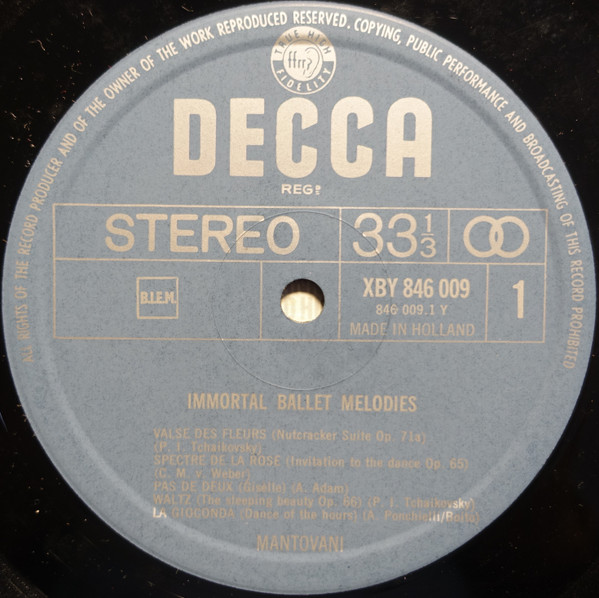 ALL RIGHTS OF THE RECORD PRODUCER AND OF THE OWNER OF THE WORK REPRODUCED RESERVED. COPYING, PUBLIC PERFORMANCE AND BROADCASTING OF THIS RECORD PROHIBITED
TRUE HIGH
ffrr
FIDELITY
DECCA
REGD
STEREO 33 1/3
B.I.E.M. XBY 846 009 1
846 009.1 Y
MADE IN HOLLAND
IMMORTAL BALLET MELODIES
VALSE DES FLEURS (Nutcracker Suite Op. 71a)
(P. I. Tchaikovsky)
SPECTRE DE LA ROSE (Invitation to the dance Op. 65)
(C. M. v. Weber)
PAS DE DEUX (Giselle) (A. Adam)
WALTZ (The sleeping beauty Op. 66) (P. I. Tchaikovsky)
LA GIOCONDA (Dance of the hours) (A. Ponchielli/Boito)
MANTOVANI